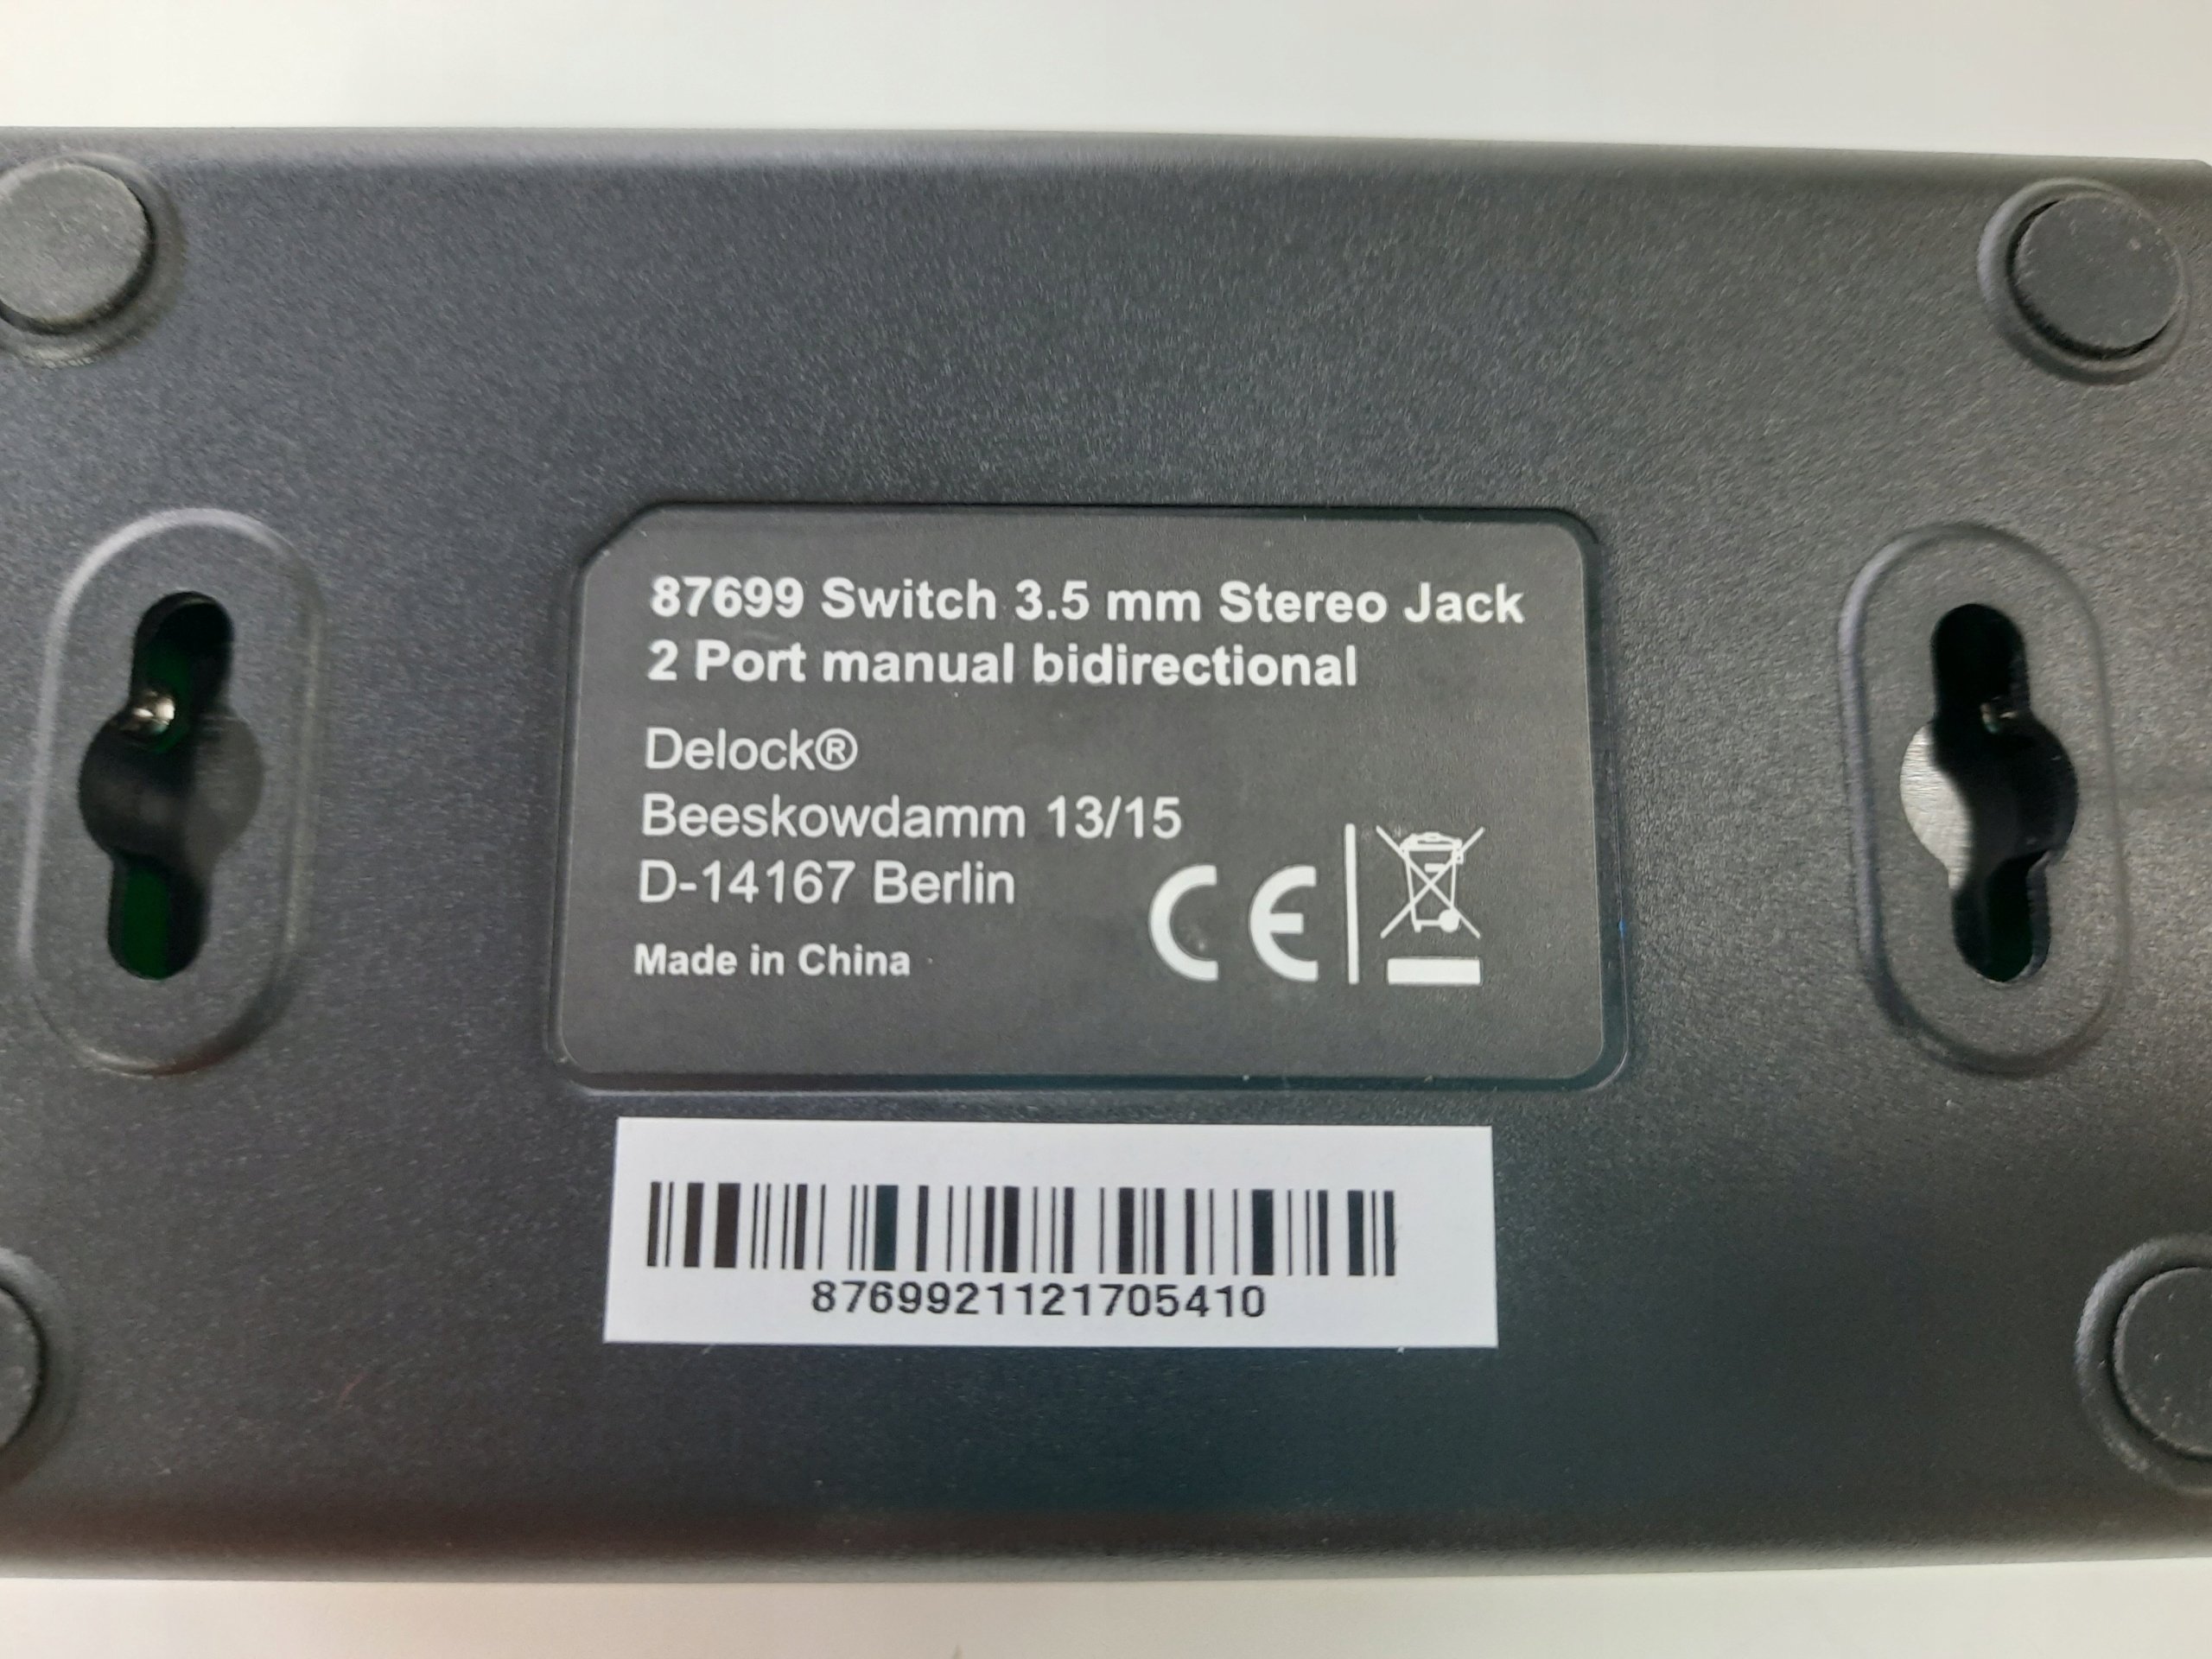 87699 Switch 3.5 mm Stereo Jack
2 Port manual bidirectional
Delock®
Beeskowdamm 13/15
D-14167 Berlin
Made in China
CE
8769921121705410